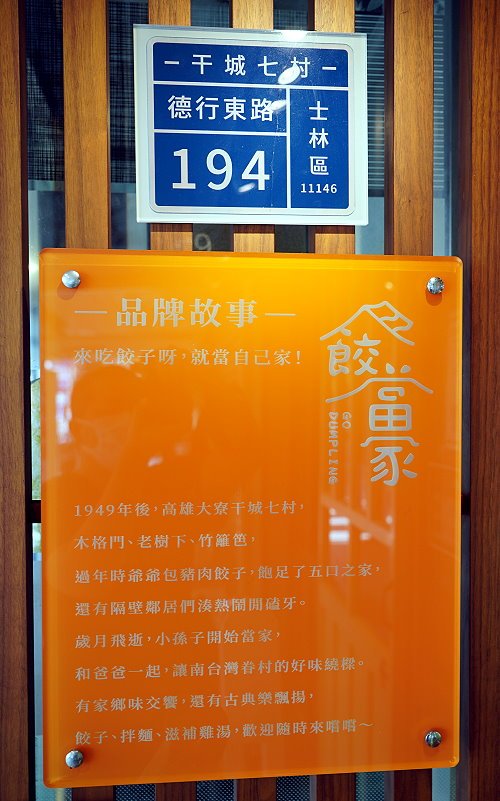 －干城七村－
德行東路
194
士林區
11146
— 品牌故事 —
來吃餃子呀，就當自己家！
餃當家
GO DUMPLING
1949年後，高雄大寮干城七村，
木格門、老樹下、竹籬笆，
過年時爺爺包豬肉餃子，飽足了五口之家，
還有隔壁鄰居們湊熱鬧開磕牙。
歲月飛逝，小孫子開始當家，
和爸爸一起，讓南台灣眷村的好味繞樑。
有家鄉味交響，還有古典樂飄揚，
餃子、拌麵、滋補雞湯，歡迎隨時來嚐嚐～